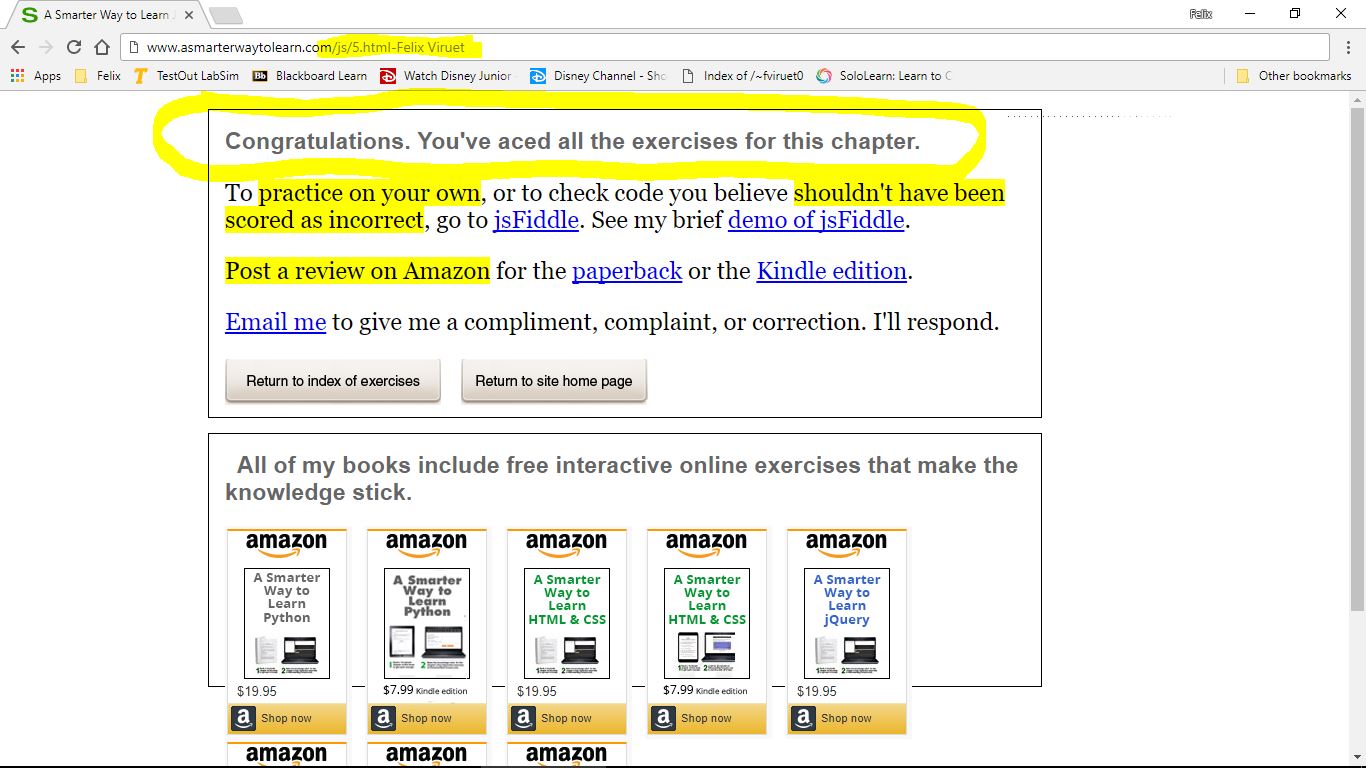 A Smarter Way to Learn
Felix
www.asmarterwaytolearn.com/js/5.html-Felix Viruet
Apps Felix TestOut LabSim Bb Blackboard Learn Watch Disney Junior Disney Channel - Sho Index of /~fviruet0 SoloLearn: Learn to C Other bookmarks
Congratulations. You've aced all the exercises for this chapter.
To practice on your own, or to check code you believe shouldn't have been
scored as incorrect, go to jsFiddle. See my brief demo of jsFiddle.
Post a review on Amazon for the paperback or the Kindle edition.
Email me to give me a compliment, complaint, or correction. I'll respond.
Return to index of exercises Return to site home page
All of my books include free interactive online exercises that make the
knowledge stick.
amazon amazon amazon amazon amazon
A Smarter A Smarter A Smarter A Smarter A Smarter
Way to Way to Way to Way to Way to
Learn Learn Learn Learn Learn
Python Python HTML & CSS HTML & CSS jQuery
$19.95 $7.99 Kindle edition $19.95 $7.99 Kindle edition $19.95
a Shop now a Shop now a Shop now a Shop now a Shop now
amazon amazon amazon